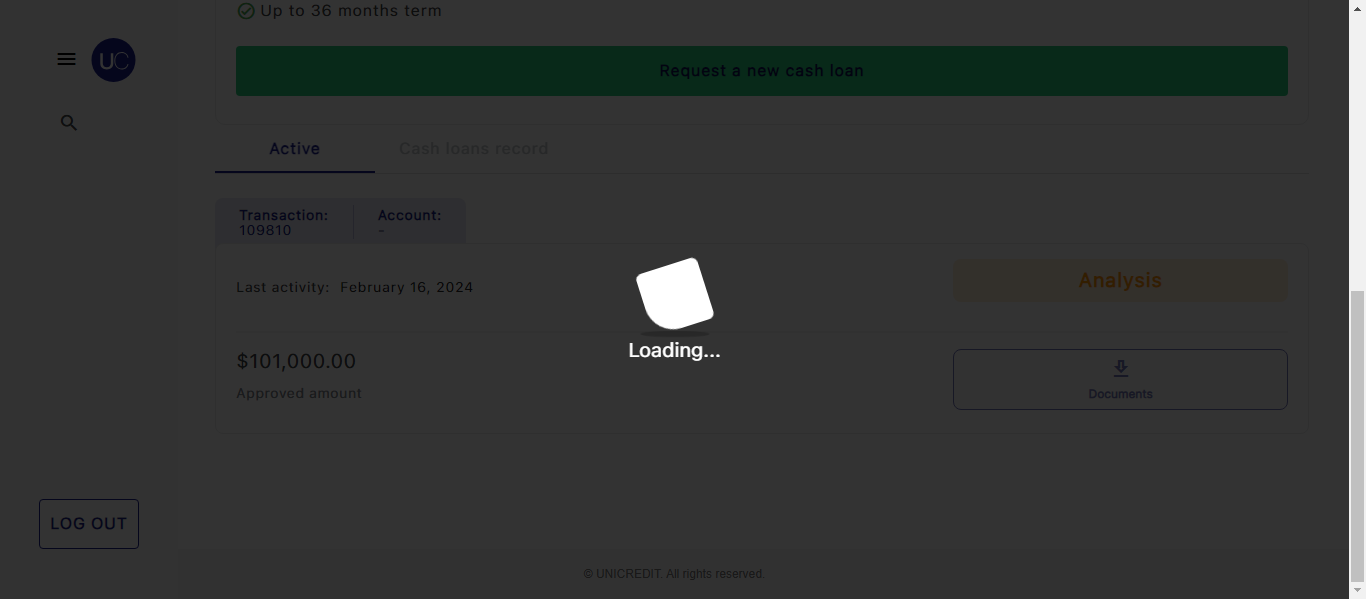 Up to 36 months term
UC
Request a new cash loan
Active
Cash loans record
Transaction:
109810
Account:
-
Last activity: February 16, 2024
Analysis
Loading...
$101,000.00
Approved amount
Documents
LOG OUT
© UNICREDIT. All rights reserved.